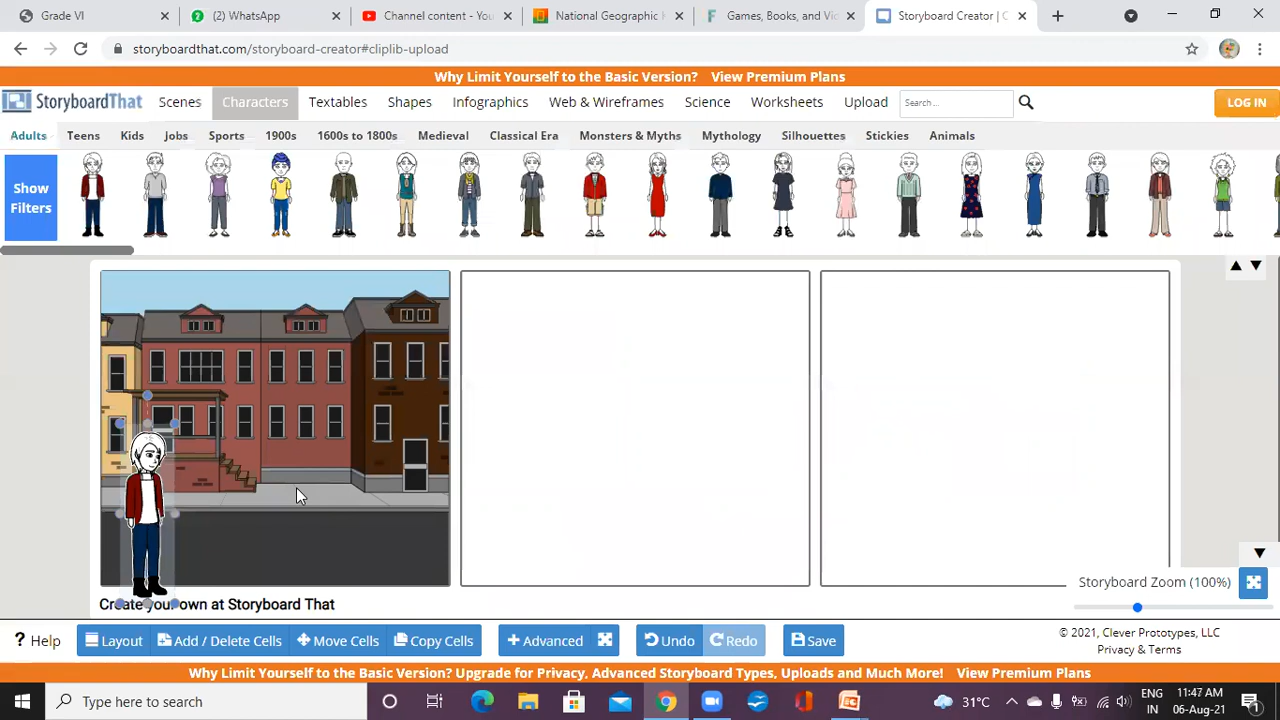 Grade VI
(2) WhatsApp
Channel content - You
National Geographic K
Games, Books, and Vid
Storyboard Creator | C
storyboardthat.com/storyboard-creator#cliplib-upload
Why Limit Yourself to the Basic Version? View Premium Plans
StoryboardThat Scenes Characters Textables Shapes Infographics Web & Wireframes Science Worksheets Upload Search ... LOG IN
Adults Teens Kids Jobs Sports 1900s 1600s to 1800s Medieval Classical Era Monsters & Myths Mythology Silhouettes Stickies Animals
Show
Filters
Storyboard Zoom (100%)
Create your own at Storyboard That
? Help Layout Add / Delete Cells Move Cells Copy Cells + Advanced Undo Redo Save
© 2021, Clever Prototypes, LLC
Privacy & Terms
Why Limit Yourself to the Basic Version? Upgrade for Privacy, Advanced Storyboard Types, Uploads and Much More! View Premium Plans
Type here to search
31°C
ENG
IN
11:47 AM
06-Aug-21
1